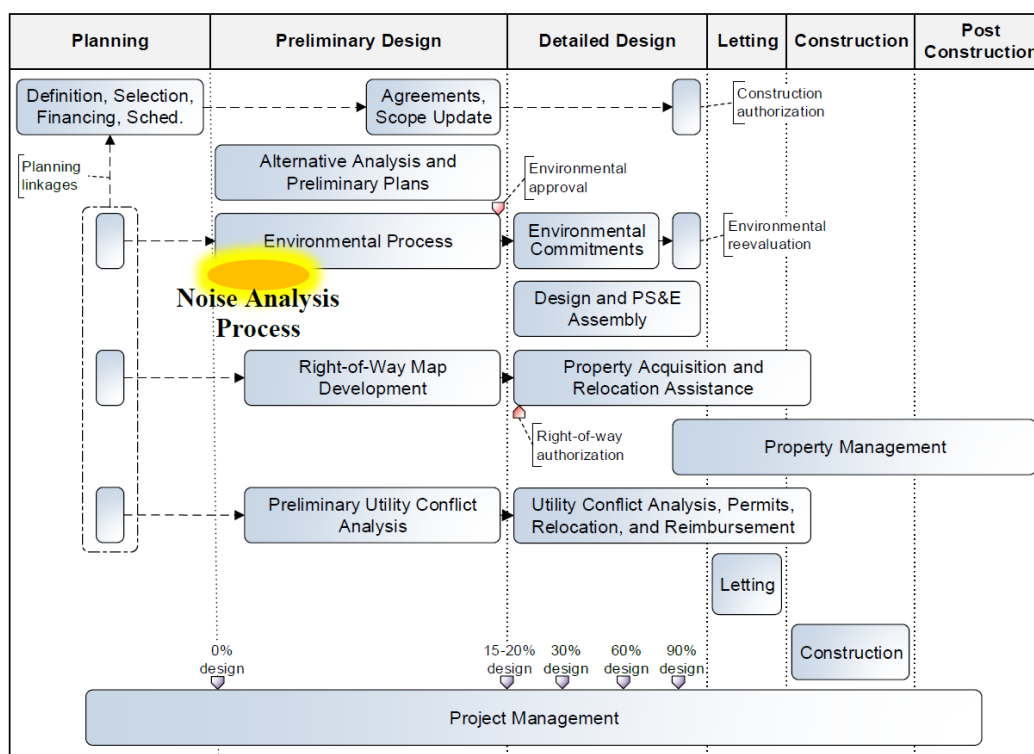 Planning
Preliminary Design
Detailed Design
Letting
Construction
Post
Construction
Definition, Selection,
Financing, Sched.
Agreements,
Scope Update
Construction
authorization
Planning
linkages
Alternative Analysis and
Preliminary Plans
Environmental
approval
Environmental Process
Environmental
Commitments
Environmental
reevaluation
Noise Analysis
Process
Design and PS&E
Assembly
Right-of-Way Map
Development
Property Acquisition and
Relocation Assistance
Right-of-way
authorization
Property Management
Preliminary Utility Conflict
Analysis
Utility Conflict Analysis, Permits,
Relocation, and Reimbursement
Letting
Construction
0%
design
15-20%
design
30%
design
60%
design
90%
design
Project Management